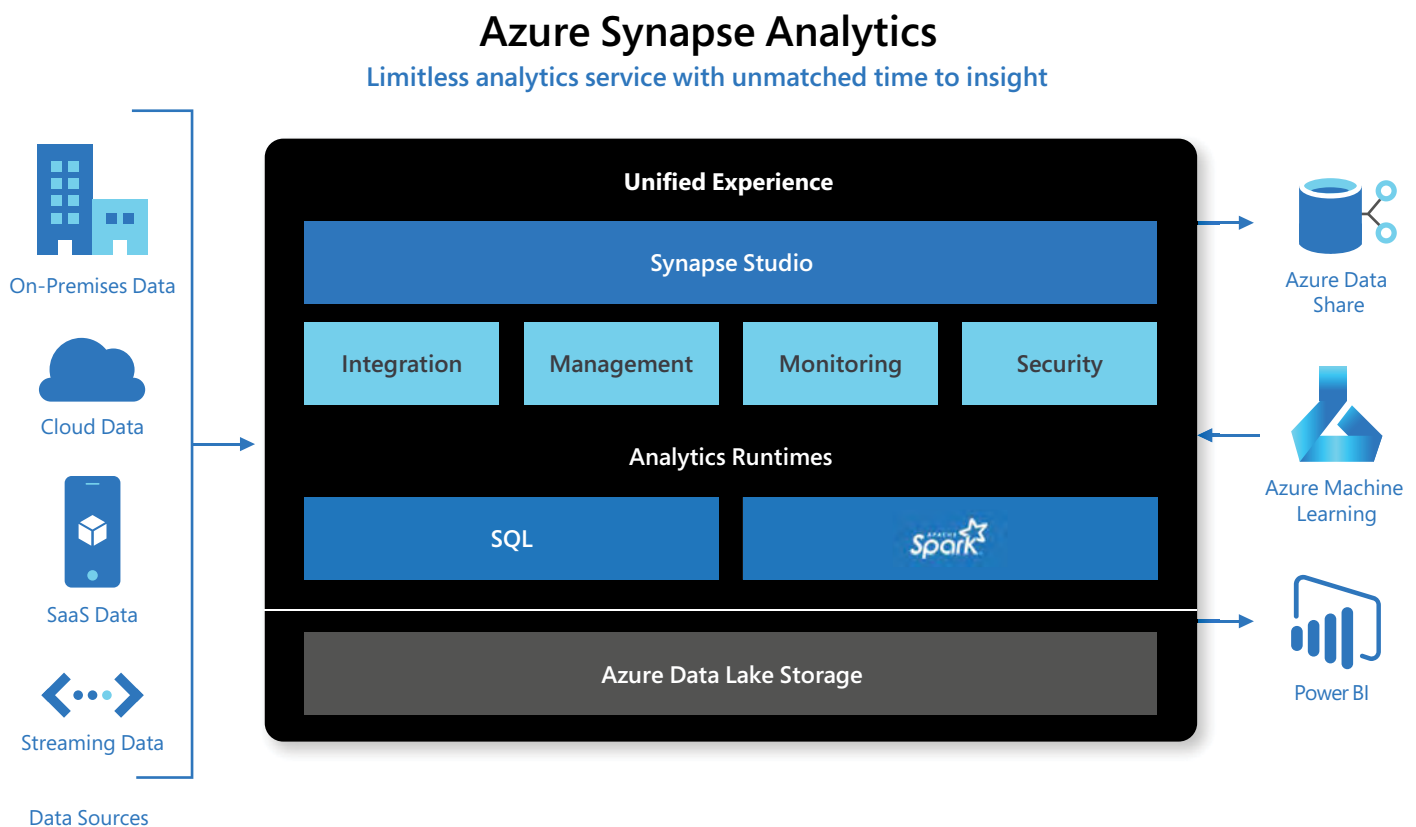 Azure Synapse Analytics
Limitless analytics service with unmatched time to insight
On-Premises Data
Cloud Data
SaaS Data
Streaming Data
Data Sources
Unified Experience
Synapse Studio
Integration
Management
Monitoring
Security
Analytics Runtimes
SQL
APACHE
Spark
Azure Data Lake Storage
Azure Data
Share
Azure Machine
Learning
Power BI